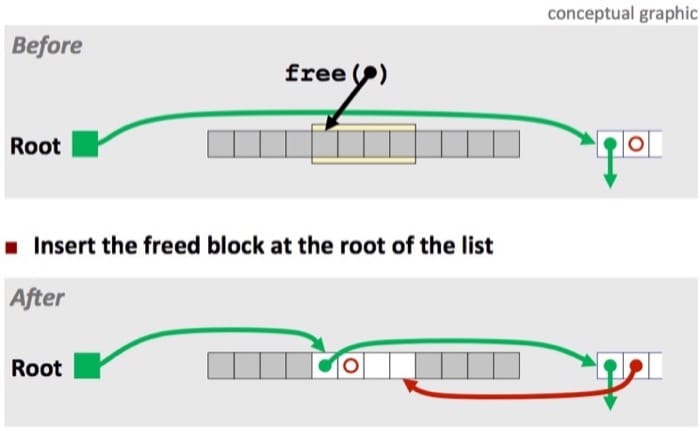 conceptual graphic
Before
free( )
Root
Insert the freed block at the root of the list
After
Root